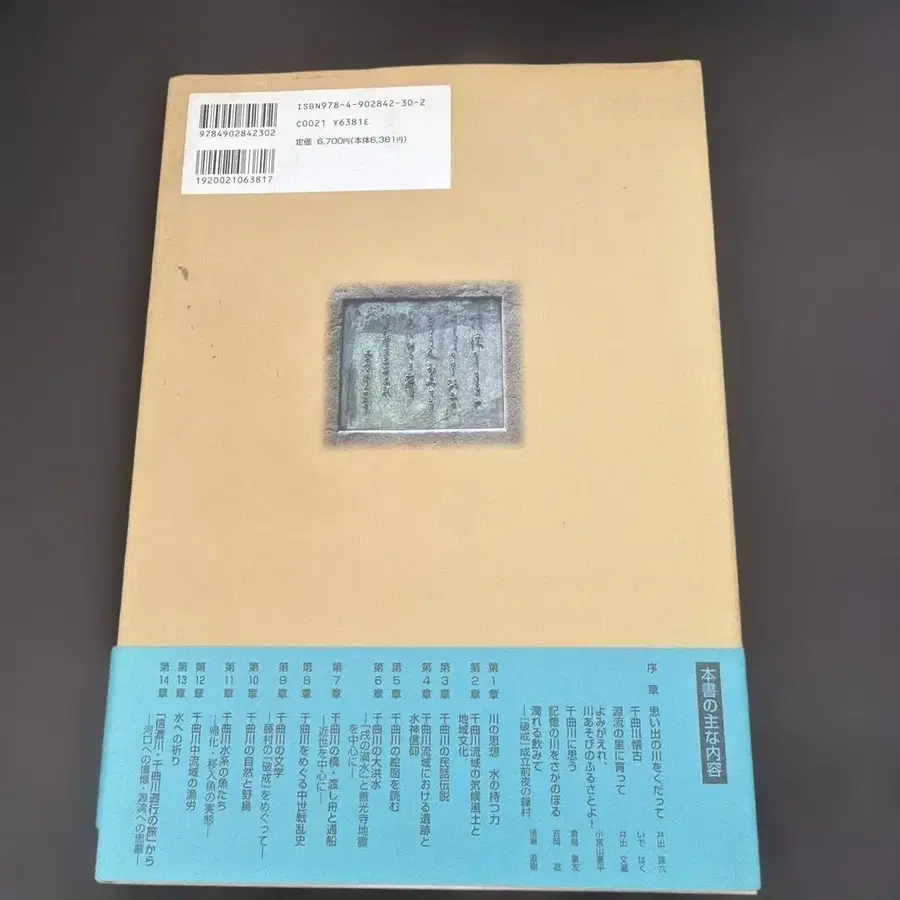 ISBN978-4-902842-30-2
C0021 ¥6381E
定価 6,700円(本体6,381円)
9784902842302
1920021063817
本書の主な内容
序章 思い出の川をくだって 井出 孫六
千曲川懐古 いで はく
源流の里に育って 井出 文蔵
よみがえれ、
川あそびのふるさとよ! 小宮山量平
千曲川に思う
記憶の川をさかのぼる
濁れる飲みて
―『破戒』成立前夜の藤村
第1章 川の思想 水の持つ力
第2章 千曲川流域の気候風土と
地域文化
第3章 千曲川の民話伝説
第4章 千曲川流域における遺跡と
水神信仰
第5章 千曲川の絵図を読む
第6章 千曲川の大洪水
―「戌の満水」と善光寺地震
を中心に―
第7章 千曲川の橋・渡し舟と通船
―近世を中心に―
第8章 千曲川をめぐる中世戦乱史
第9章 千曲川の文学
―藤村の『破戒』をめぐって―
第10章 千曲川の自然と野鳥
第11章 千曲川水系の魚たち
―帰化・移入魚の実態―
第12章 千曲川中流域の漁労
第13章 水への祈り
第14章 「信濃川・千曲川遡行の旅」から
―河口への憧憬・源流への思慕―